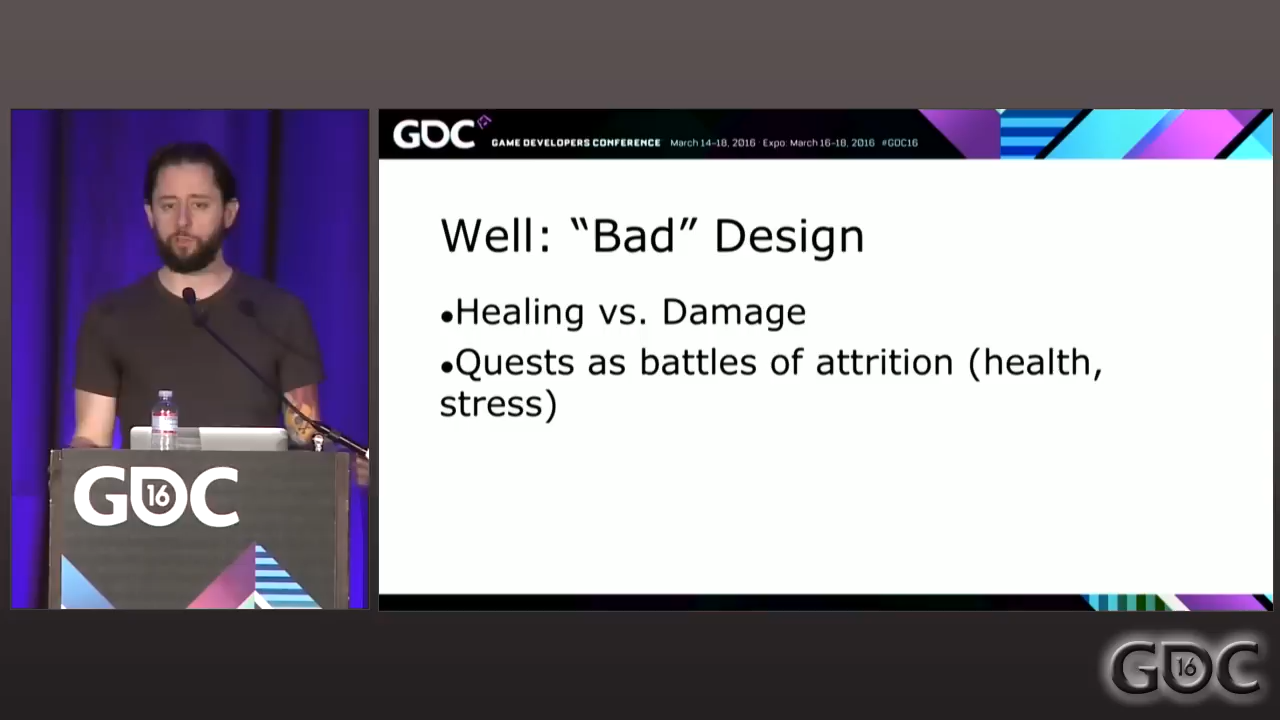 GDC
GAME DEVELOPERS CONFERENCE March 14-18, 2016 · Expo: March 16-18, 2016 #GDC16
Well: “Bad” Design
•Healing vs. Damage
•Quests as battles of attrition (health,
stress)
GDC
16
GDC
16